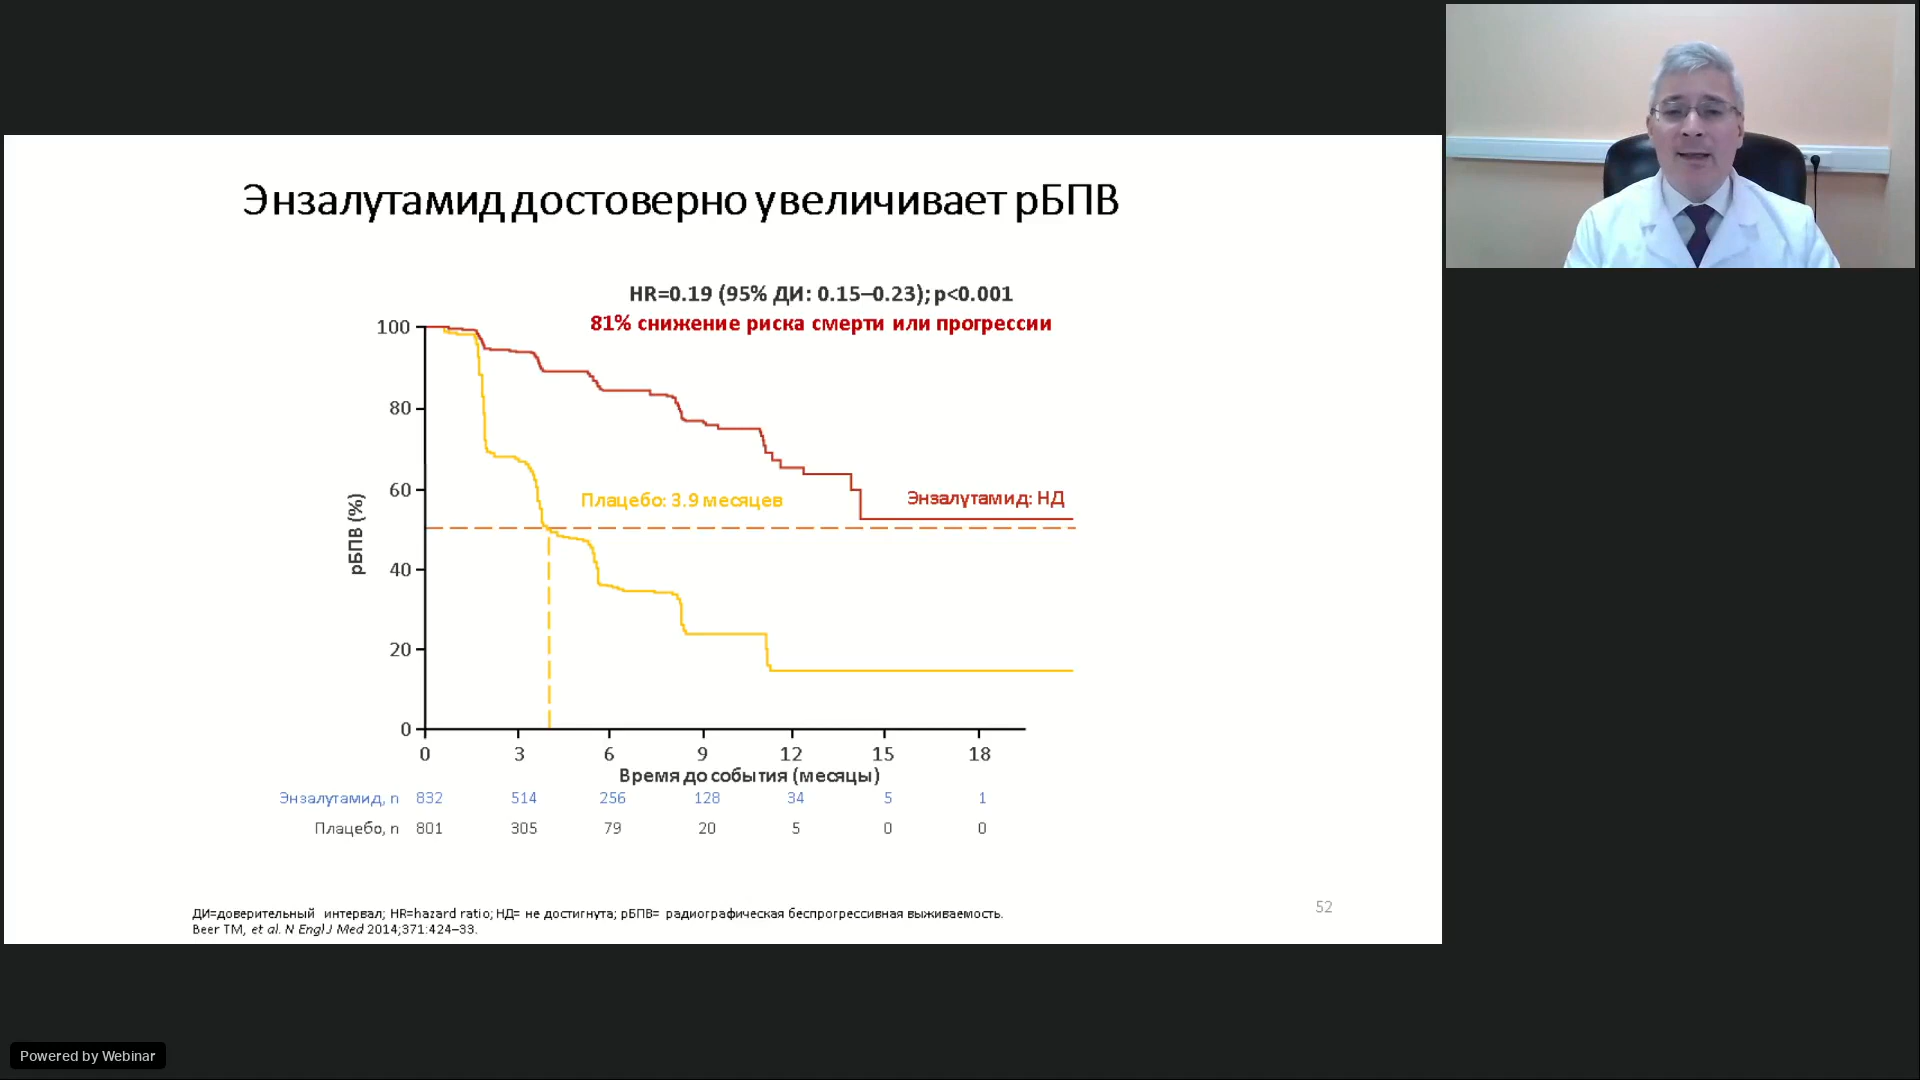 Энзалутамид достоверно увеличивает рБПВ
HR=0.19 (95% ДИ: 0.15–0.23); p<0.001
81% снижение риска смерти или прогрессии
100
80
60
40
20
0
рБПВ (%)
Плацебо: 3.9 месяцев
Энзалутамид: НД
0 3 6 9 12 15 18
Время до события (месяцы)
Энзалутамид, n 832 514 256 128 34 5 1
Плацебо, n 801 305 79 20 5 0 0
ДИ=доверительный интервал; HR=hazard ratio; НД= не достигнута; рБПВ= радиографическая беспрогрессивная выживаемость.
Beer TM, et al. N Engl J Med 2014;371:424–33.
52
Powered by Webinar